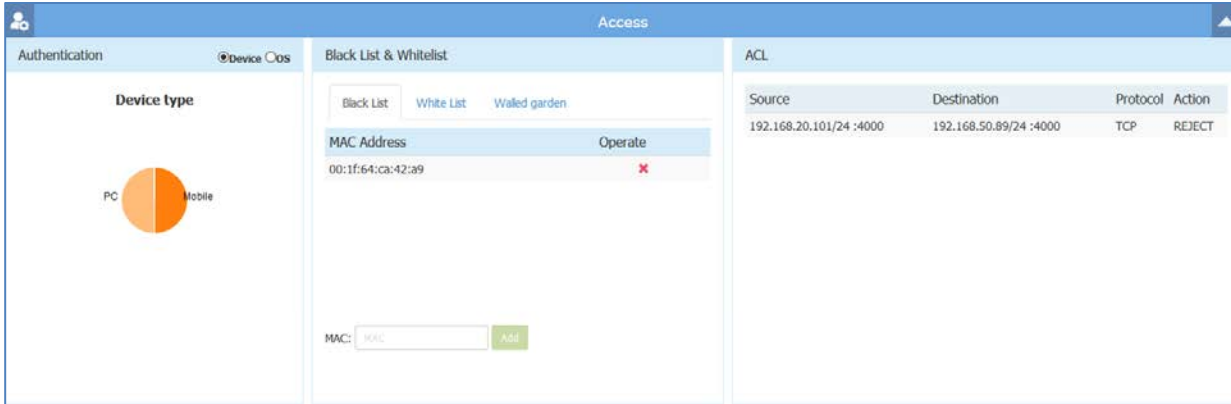 Access
Authentication
Device OS
Device type
PC
Mobile
Black List & Whitelist
Black List White List Walled garden
MAC Address Operate
00:1f:64:ca:42:a9
MAC: MAC Add
ACL
Source Destination Protocol Action
192.168.20.101/24 :4000 192.168.50.89/24 :4000 TCP REJECT